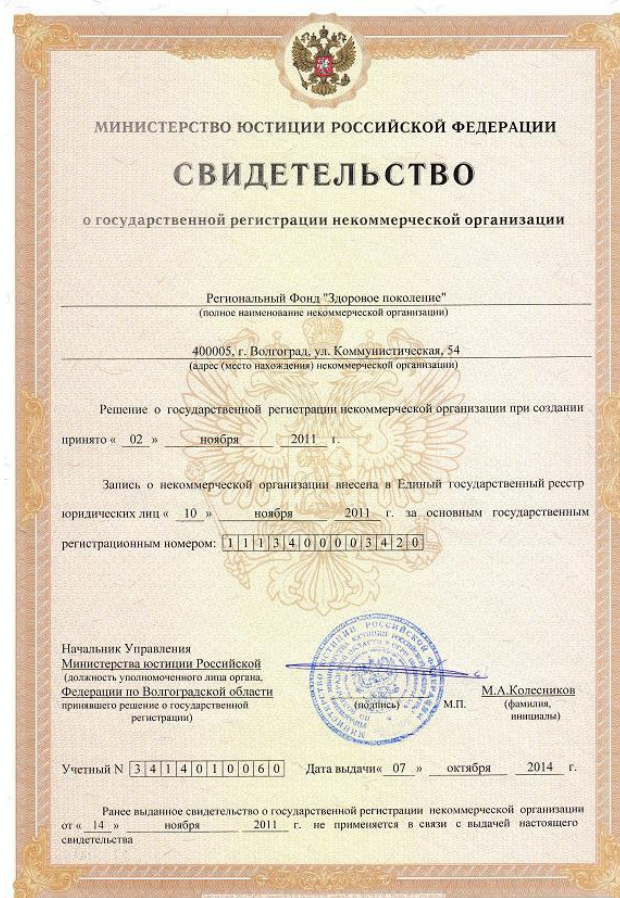 МИНИСТЕРСТВО ЮСТИЦИИ РОССИЙСКОЙ ФЕДЕРАЦИИ
СВИДЕТЕЛЬСТВО
о государственной регистрации некоммерческой организации
Региональный Фонд "Здоровое поколение"
(полное наименование некоммерческой организации)
400005, г. Волгоград, ул. Коммунистическая, 54
(адрес (место нахождения) некоммерческой организации)
Решение о государственной регистрации некоммерческой организации при создании
принято « 02 » ноября 2011 г.
Запись о некоммерческой организации внесена в Единый государственный реестр
юридических лиц « 10 » ноября 2011 г. за основным государственным
регистрационным номером: 1113400003420
Начальник Управления
Министерства юстиции Российской
(должность уполномоченного лица органа,
Федерации по Волгоградской области
принявшего решение о государственной
регистрации)
(подпись)
М.П.
М.А.Колесников
(фамилия,
инициалы)
Учетный N 3414010060 Дата выдачи« 07 » октября 2014 г.
Ранее выданное свидетельство о государственной регистрации некоммерческой организации
от « 14 » ноября 2011 г. не применяется в связи с выдачей настоящего
свидетельства